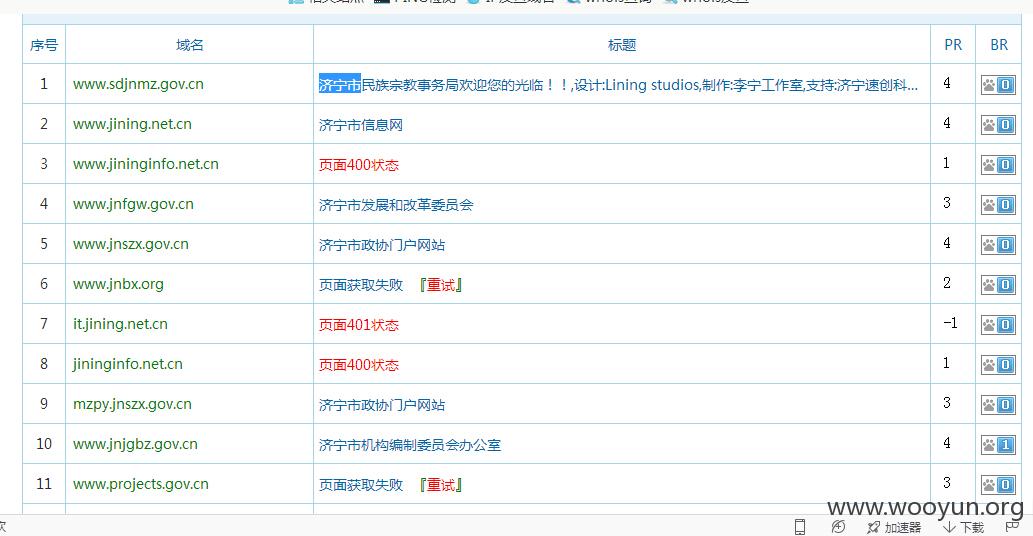 序号 域名 标题 PR BR
1 www.sdjnmz.gov.cn 济宁市民族宗教事务局欢迎您的光临！！,设计:Lining studios,制作:李宁工作室,支持:济宁速创科... 4 0
2 www.jining.net.cn 济宁市信息网 4 0
3 www.jininginfo.net.cn 页面400状态 1 0
4 www.jnfgw.gov.cn 济宁市发展和改革委员会 3 0
5 www.jnszx.gov.cn 济宁市政协门户网站 4 0
6 www.jnbx.org 页面获取失败 『重试』 2 0
7 it.jining.net.cn 页面401状态 -1 0
8 jininginfo.net.cn 页面400状态 1 0
9 mzpy.jnszx.gov.cn 济宁市政协门户网站 3 0
10 www.jnjgbz.gov.cn 济宁市机构编制委员会办公室 4 1
11 www.projects.gov.cn 页面获取失败 『重试』 3 0
www.wooyun.org
次 加速器 下载